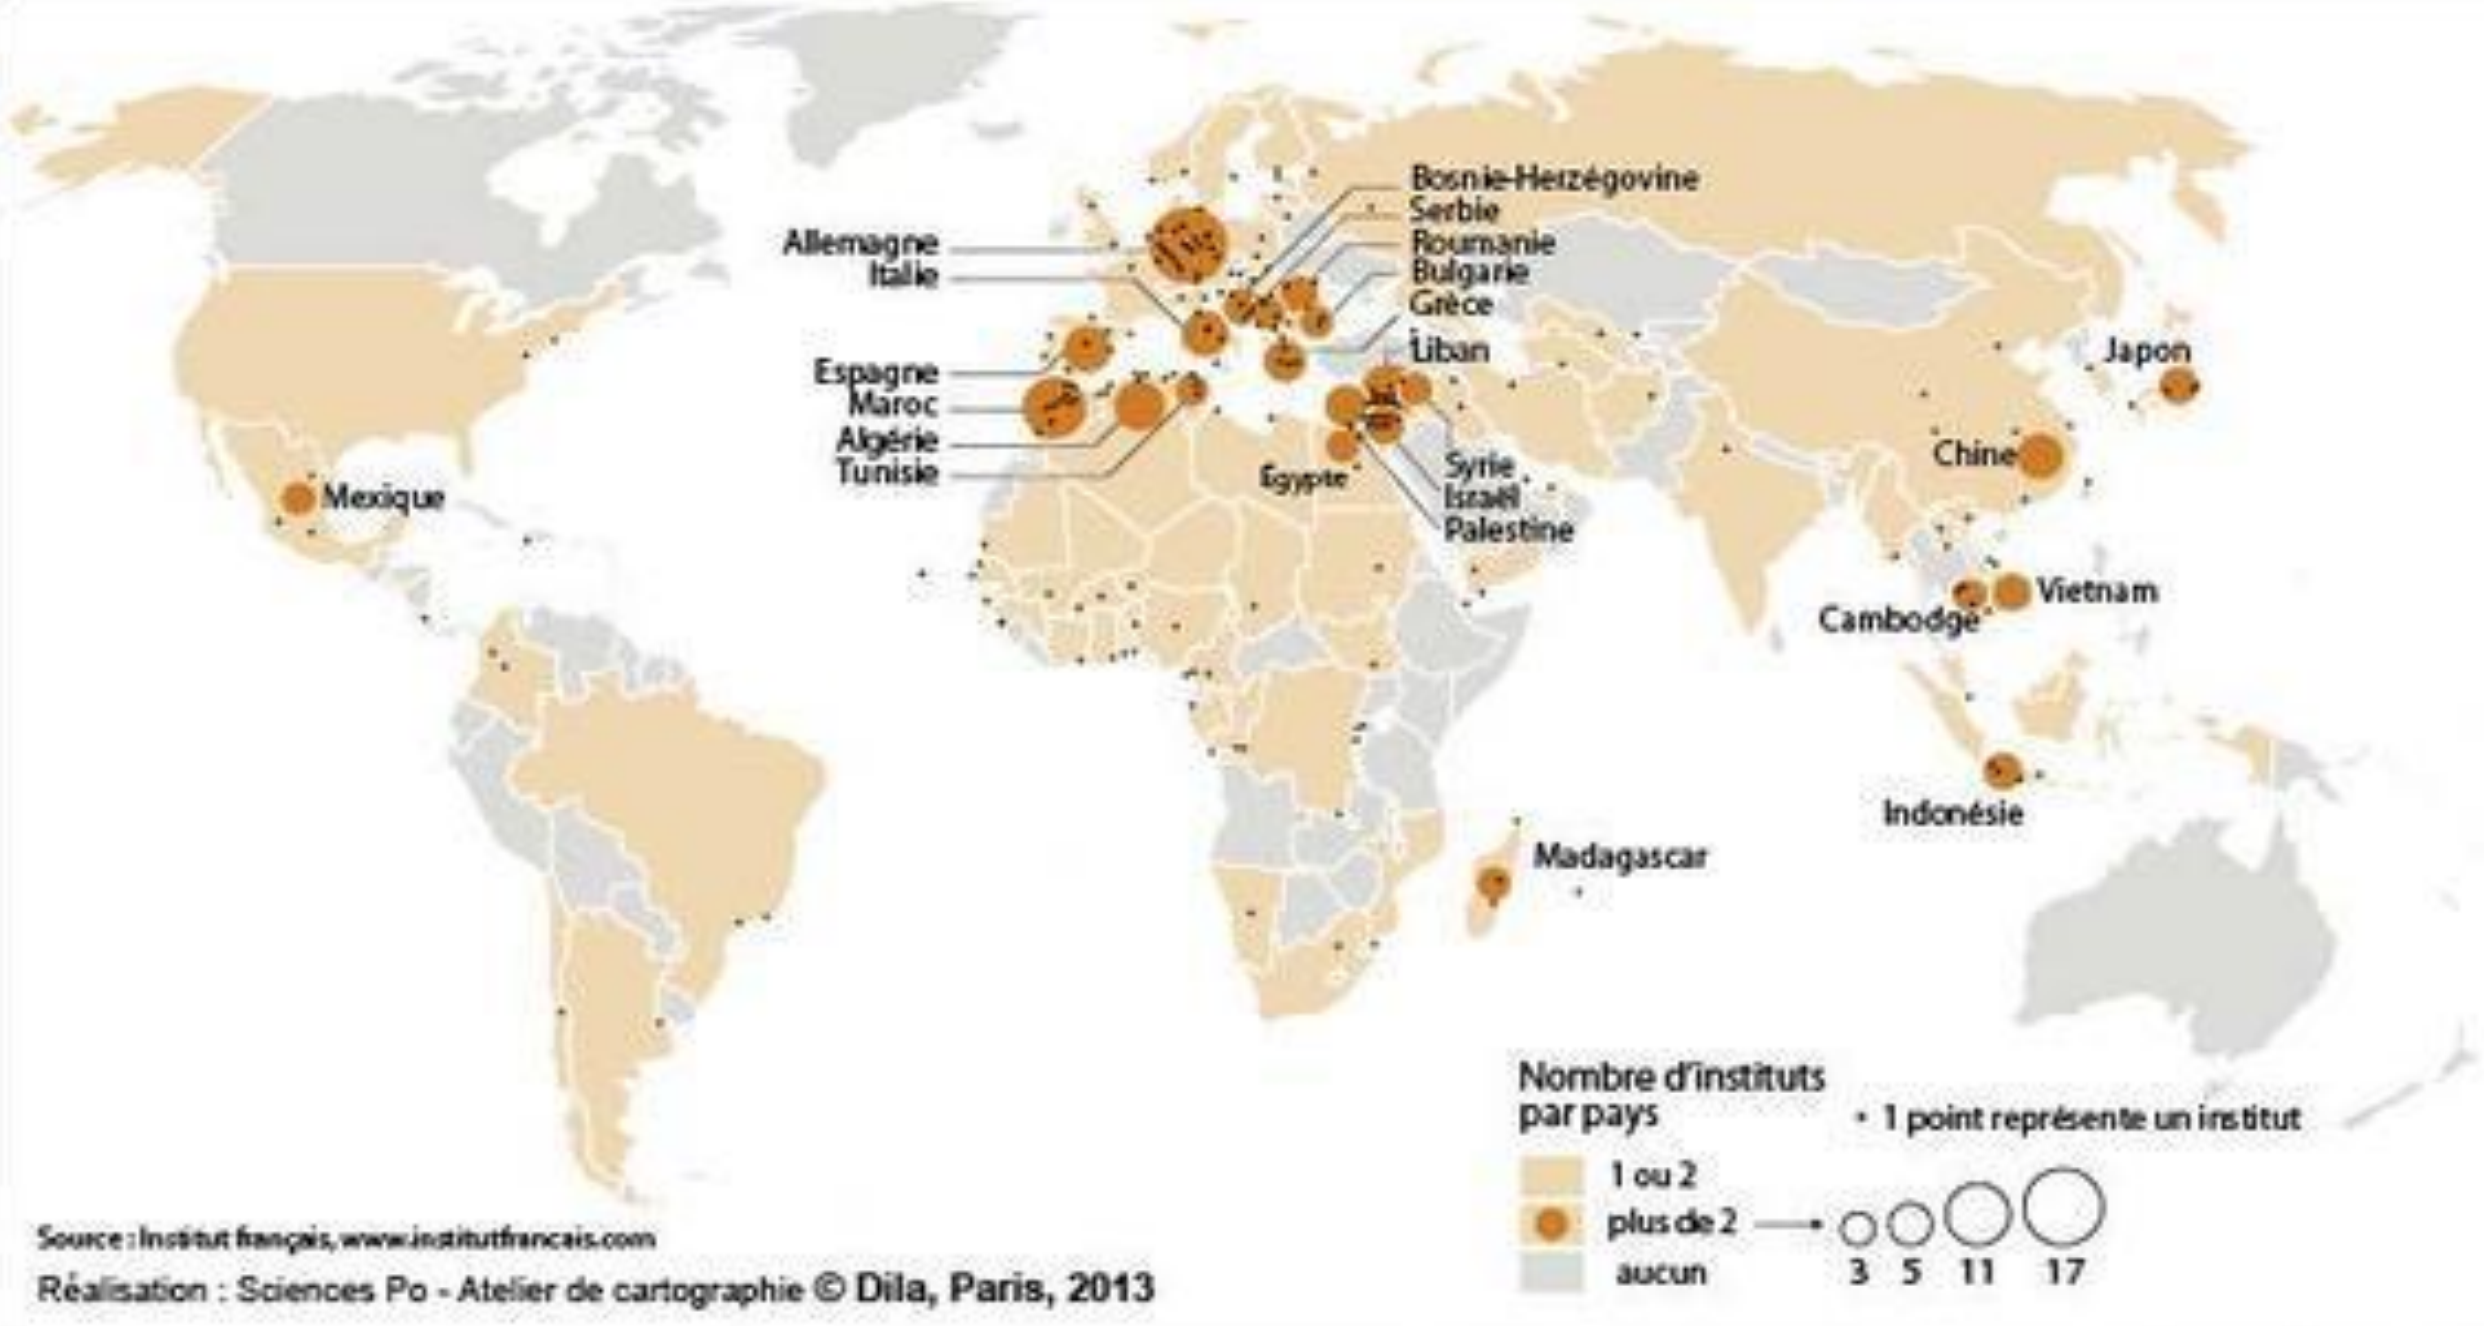 Bosnie-Herzégovine
Serbie
Roumanie
Bulgarie
Grèce
Liban
Allemagne
Italie
Espagne
Maroc
Algérie
Tunisie
Égypte
Syrie
Israël
Palestine
Mexique
Japon
Chine
Vietnam
Cambodge
Indonésie
Madagascar
Nombre d'instituts
par pays
• 1 point représente un institut
1 ou 2
plus de 2
aucun
3 5 11 17
Source : Institut français, www.institutfrancais.com
Réalisation : Sciences Po - Atelier de cartographie © Dila, Paris, 2013